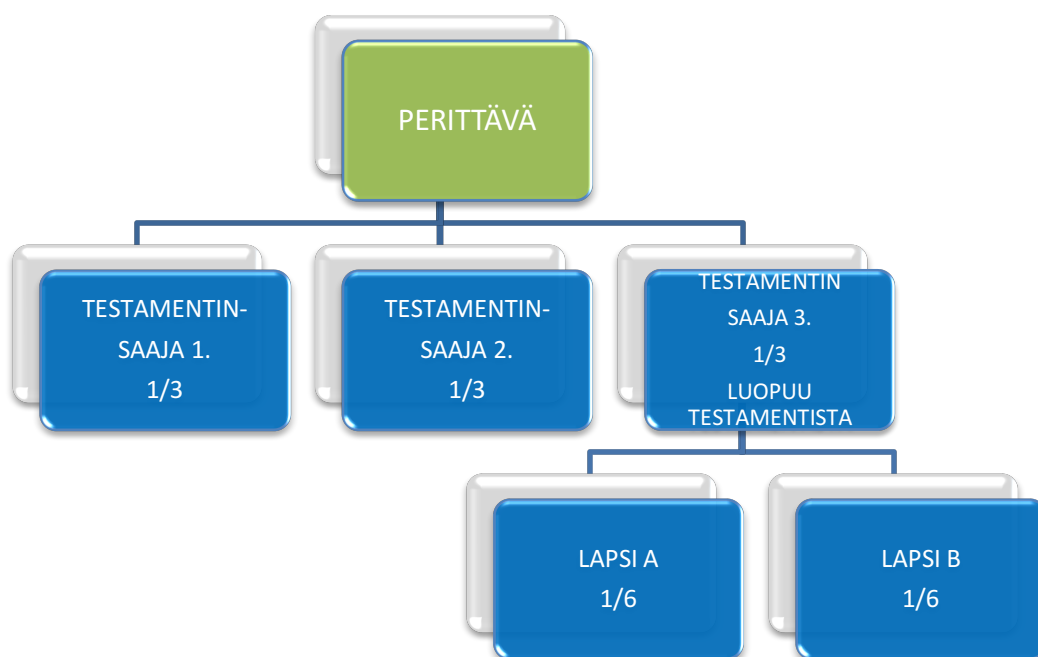 PERITTÄVÄ
TESTAMENTIN-
SAAJA 1.
1/3
TESTAMENTIN-
SAAJA 2.
1/3
TESTAMENTIN
SAAJA 3.
1/3
LUOPUU
TESTAMENTISTA
LAPSI A
1/6
LAPSI B
1/6